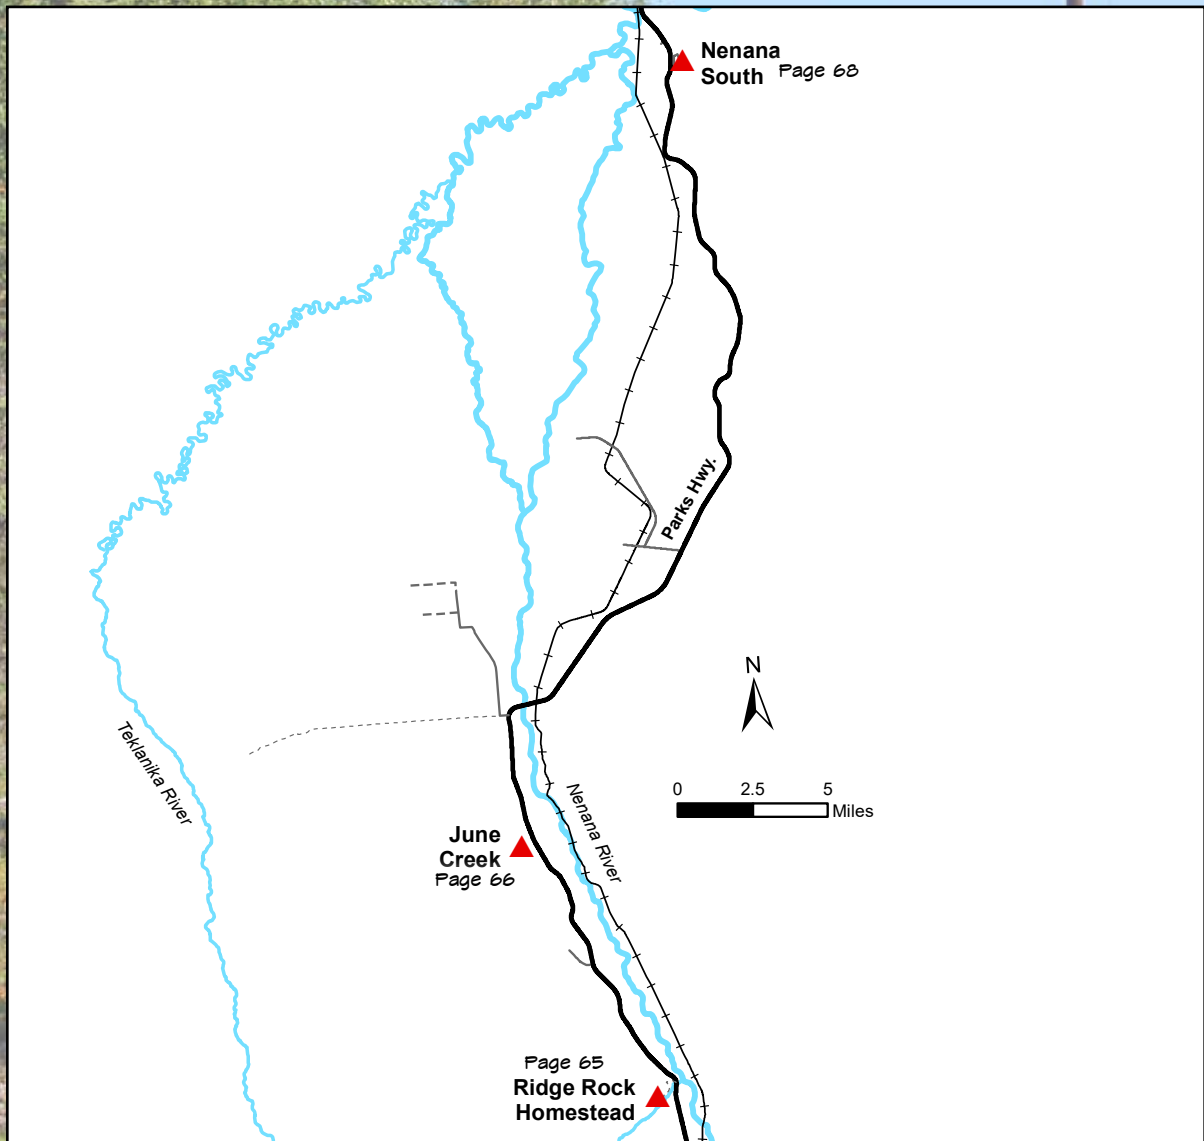 Nenana
South Page 68
Parks Hwy.
N
0 2.5 5
Miles
Teklanika River
Nenana River
June
Creek
Page 66
Page 65
Ridge Rock
Homestead